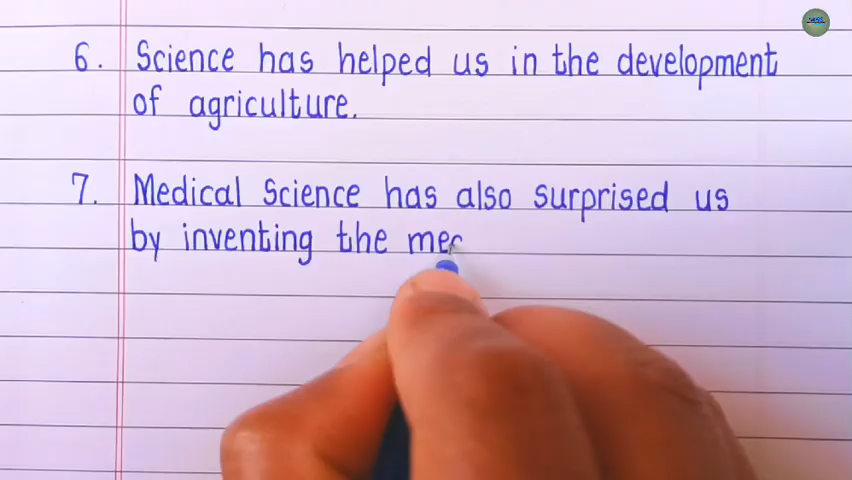 6. Science has helped us in the development
of agriculture.
7. Medical Science has also surprised us
by inventing the